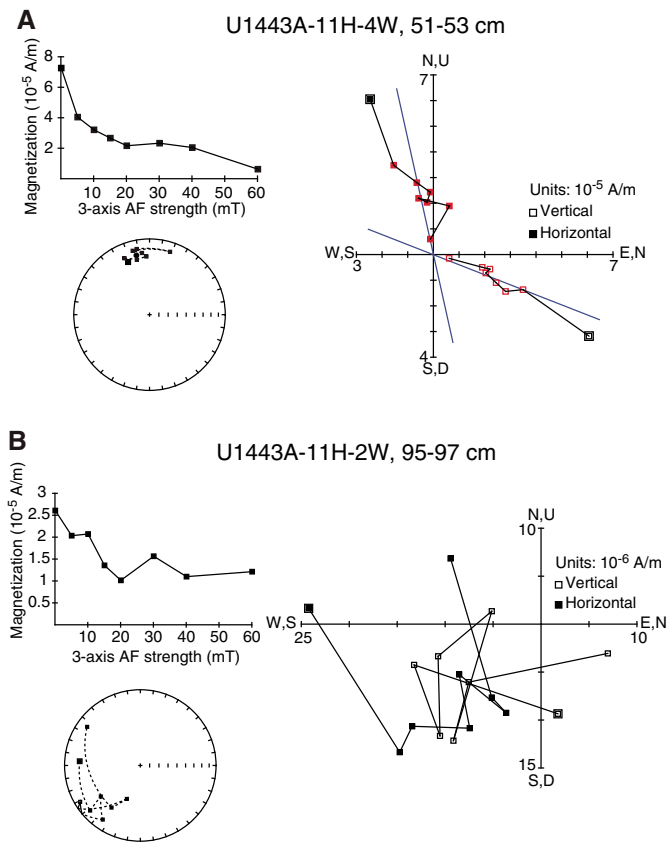 A
U1443A-11H-4W, 51-53 cm
Magnetization (10⁻⁵ A/m)
8
6
4
2
10 20 30 40 50 60
3-axis AF strength (mT)
N,U
7
W,S
3
E,N
7
4
S,D
Units: 10⁻⁵ A/m
Vertical
Horizontal
B
U1443A-11H-2W, 95-97 cm
Magnetization (10⁻⁵ A/m)
3
2.5
2
1.5
1
0.5
10 20 30 40 50 60
3-axis AF strength (mT)
N,U
10
W,S
25
E,N
10
15
S,D
Units: 10⁻⁶ A/m
Vertical
Horizontal